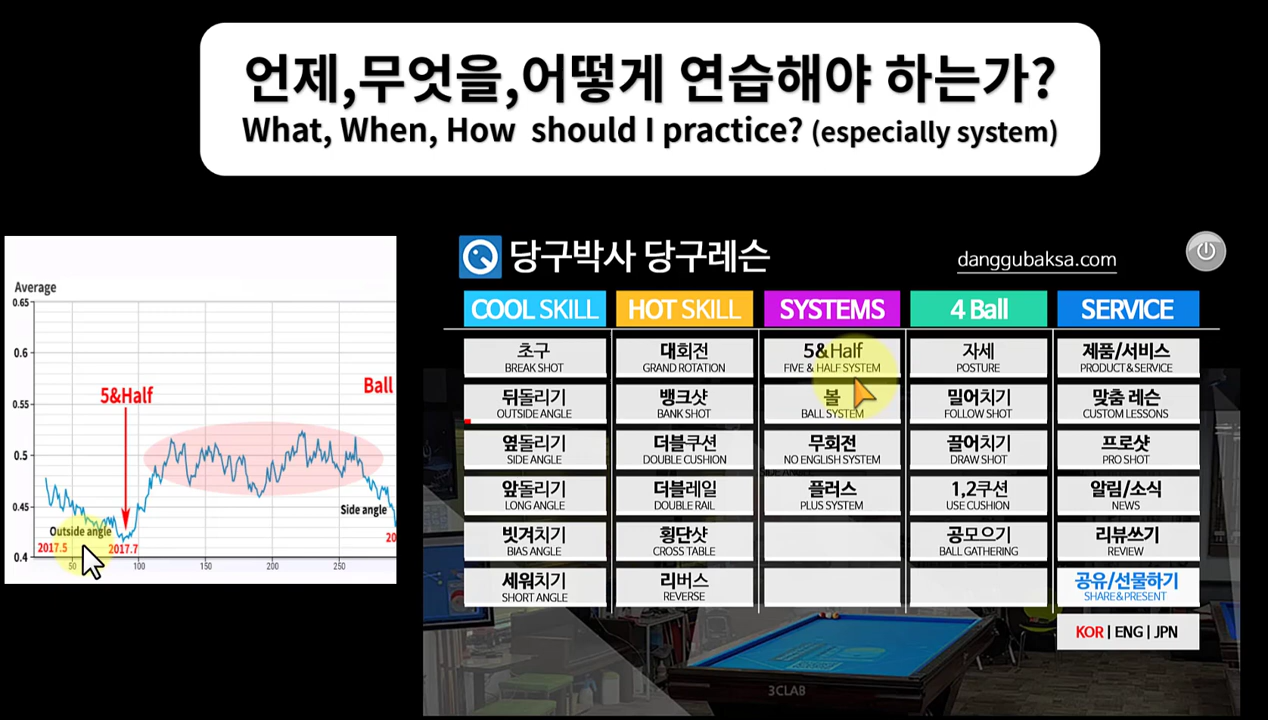 언제,무엇을,어떻게 연습해야 하는가?
What, When, How should I practice? (especially system)
Average
0.65
0.6
0.55
0.5
0.45
0.4
5&Half
Ball
Outside angle
Side angle
2017.5
2017.7
20
50
100
150
200
250
당구박사 당구레슨
danggubaksa.com
COOL SKILL
HOT SKILL
SYSTEMS
4 Ball
SERVICE
초구
BREAK SHOT
대회전
GRAND ROTATION
5&Half
FIVE & HALF SYSTEM
자세
POSTURE
제품/서비스
PRODUCT & SERVICE
뒤돌리기
OUTSIDE ANGLE
뱅크샷
BANK SHOT
볼
BALL SYSTEM
밀어치기
FOLLOW SHOT
맞춤 레슨
CUSTOM LESSONS
옆돌리기
SIDE ANGLE
더블쿠션
DOUBLE CUSHION
무회전
NO ENGLISH SYSTEM
끌어치기
DRAW SHOT
프로샷
PRO SHOT
앞돌리기
LONG ANGLE
더블레일
DOUBLE RAIL
플러스
PLUS SYSTEM
1,2쿠션
USE CUSHION
알림/소식
NEWS
빗겨치기
BIAS ANGLE
횡단샷
CROSS TABLE
공모으기
BALL GATHERING
리뷰쓰기
REVIEW
세워치기
SHORT ANGLE
리버스
REVERSE
공유/선물하기
SHARE & PRESENT
KOR | ENG | JPN
3CLAB